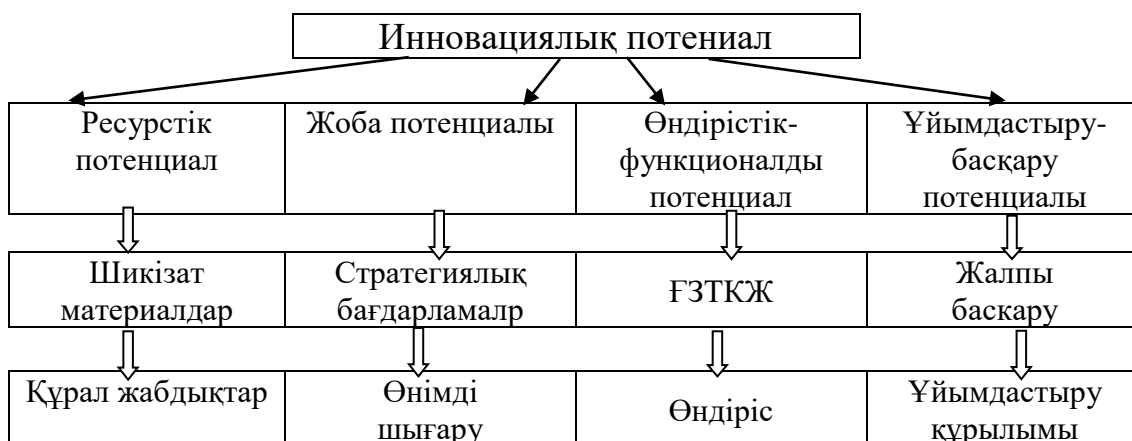 Инновациялық потениал
Ресурстік
потенциал
Жоба потенциалы
Өндірістік-
функционалды
потенциал
Ұйымдастыру-
басқару
потенциалы
Шикізат
материалдар
Стратегиялық
бағдарламалр
ҒЗТКЖ
Жалпы
баскару
Құрал жабдықтар
Өнімді
шығару
Өндіріс
Ұйымдастыру
құрылымы